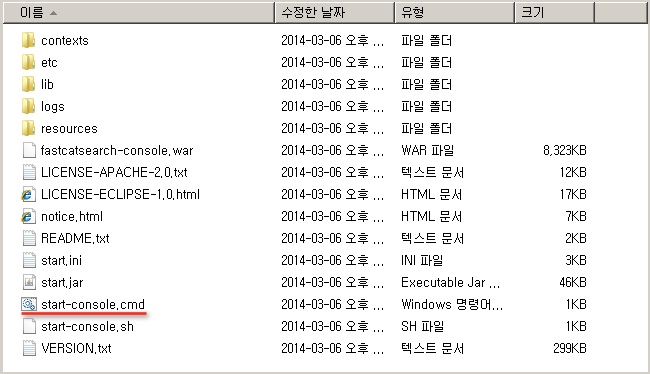 이름 수정한 날짜 유형 크기
contexts 2014-03-06 오후 ... 파일 폴더
etc 2014-03-06 오후 ... 파일 폴더
lib 2014-03-06 오후 ... 파일 폴더
logs 2014-03-06 오후 ... 파일 폴더
resources 2014-03-06 오후 ... 파일 폴더
fastcatsearch-console.war 2014-03-06 오후 ... WAR 파일 8,323KB
LICENSE-APACHE-2.0.txt 2014-03-06 오후 ... 텍스트 문서 12KB
LICENSE-ECLIPSE-1.0.html 2014-03-06 오후 ... HTML 문서 17KB
notice.html 2014-03-06 오후 ... HTML 문서 7KB
README.txt 2014-03-06 오후 ... 텍스트 문서 2KB
start.ini 2014-03-06 오후 ... INI 파일 3KB
start.jar 2014-03-06 오후 ... Executable Jar ... 46KB
start-console.cmd 2014-03-06 오후 ... Windows 명령어... 1KB
start-console.sh 2014-03-06 오후 ... SH 파일 1KB
VERSION.txt 2014-03-06 오후 ... 텍스트 문서 299KB